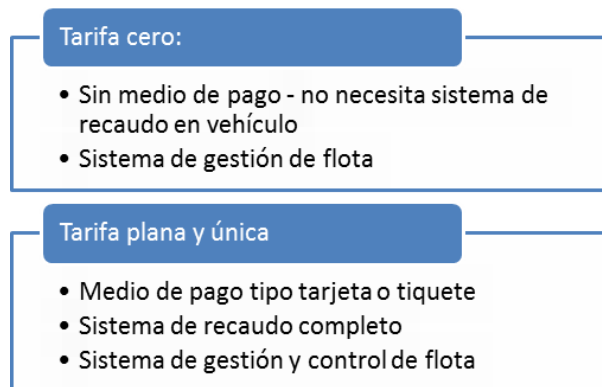 Tarifa cero:
• Sin medio de pago - no necesita sistema de
recaudo en vehículo
• Sistema de gestión de flota
Tarifa plana y única
• Medio de pago tipo tarjeta o tiquete
• Sistema de recaudo completo
• Sistema de gestión y control de flota